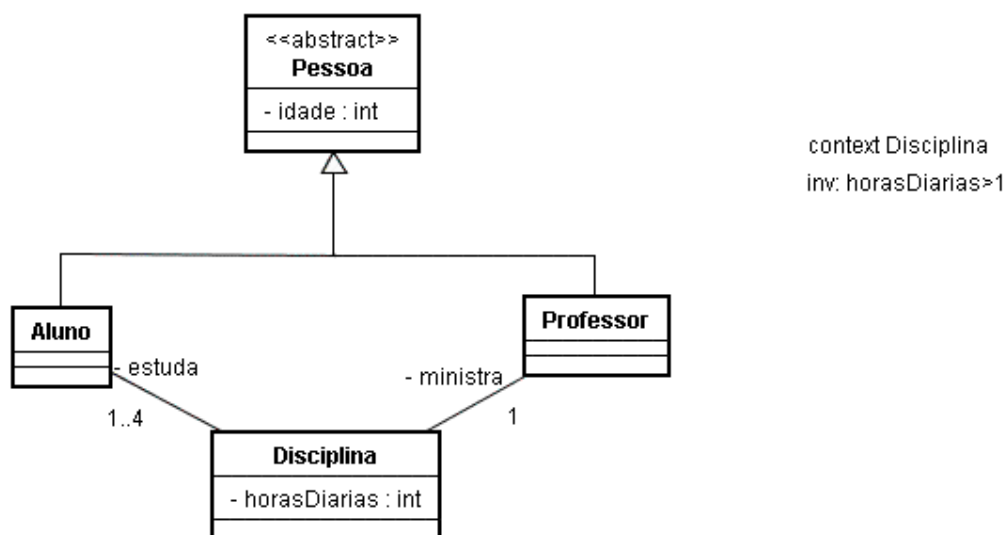 <<abstract>>
Pessoa
- idade : int
context Disciplina
inv: horasDiarias>1
Aluno
Professor
- estuda
- ministra
1..4
1
Disciplina
- horasDiarias : int